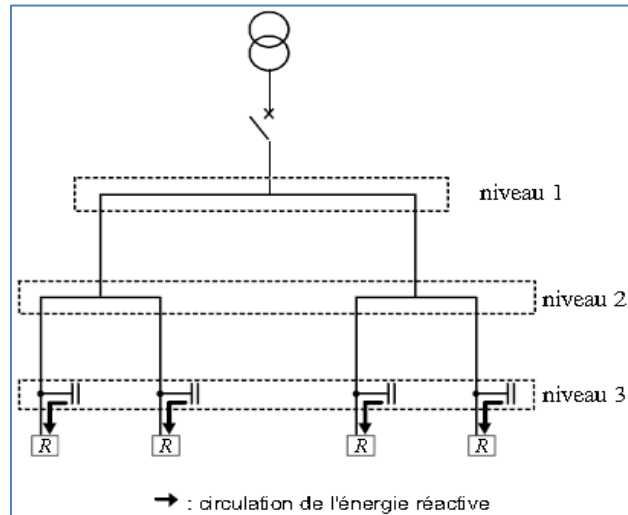 niveau 1
niveau 2
niveau 3
R R R R
: circulation de l'énergie réactive